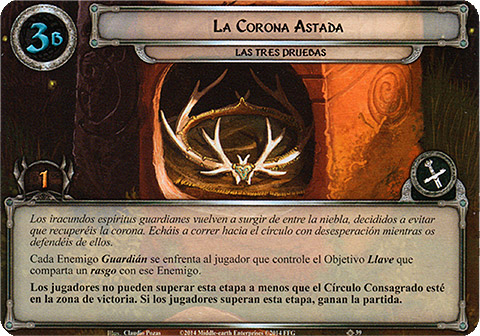 3B
LA CORONA ASTADA
LAS TRES PRUEBAS
1
Los iracundos espíritus guardianes vuelven a surgir de entre la niebla, decididos a evitar
que recuperéis la corona. Echáis a correr hacia el círculo con desesperación mientras os
defendéis de ellos.
Cada Enemigo Guardián se enfrenta al jugador que controle el Objetivo Llave que
comparta un rasgo con ese Enemigo.
Los jugadores no pueden superar esta etapa a menos que el Círculo Consagrado esté
en la zona de victoria. Si los jugadores superan esta etapa, ganan la partida.
Ilus. Claudio Pozas ©2014 Middle-earth Enterprises ©2014 FFG 39